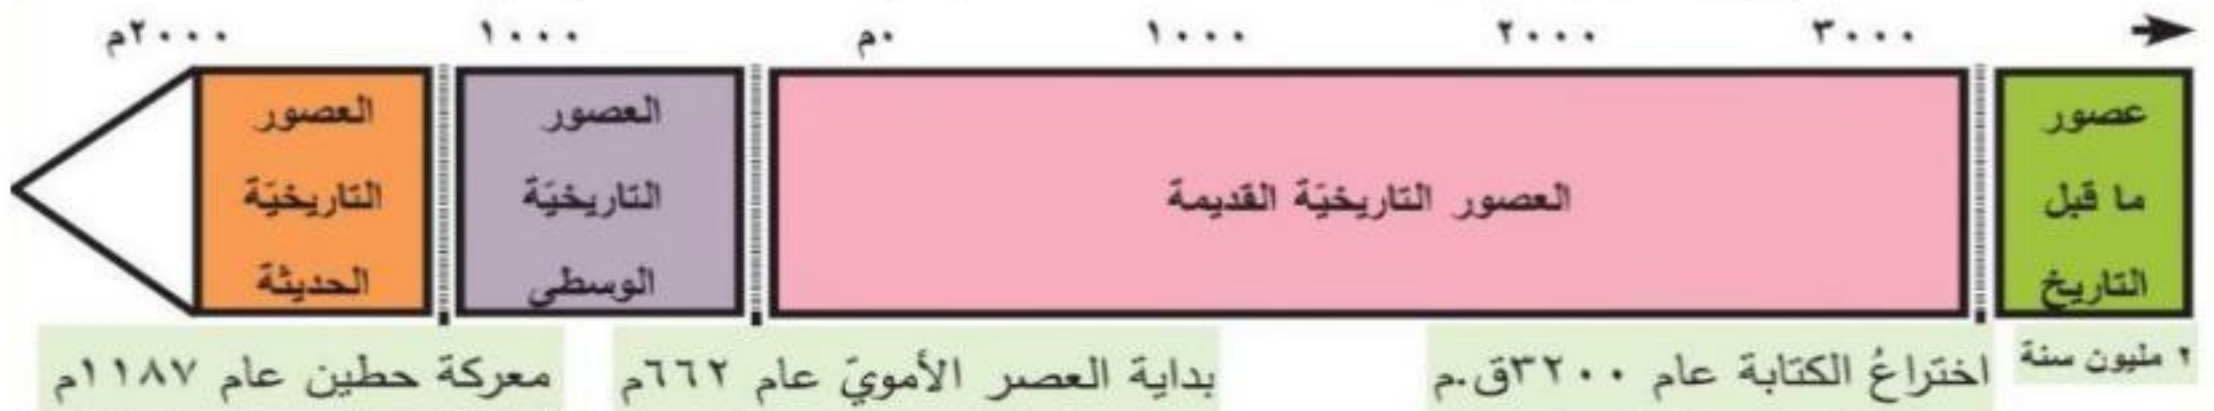 ٣٠٠٠ ٢٠٠٠ ١٠٠٠ ٠م ١٠٠٠ ٢٠٠٠م
عصور
ما قبل
التاريخ
العصور التاريخيّة القديمة
العصور
التاريخيّة
الوسطى
العصور
التاريخيّة
الحديثة
٢ مليون سنة
اختراعُ الكتابة عام ٣٢٠٠ق.م
بداية العصر الأمويّ عام ٦٦٢م
معركة حطين عام ١١٨٧م